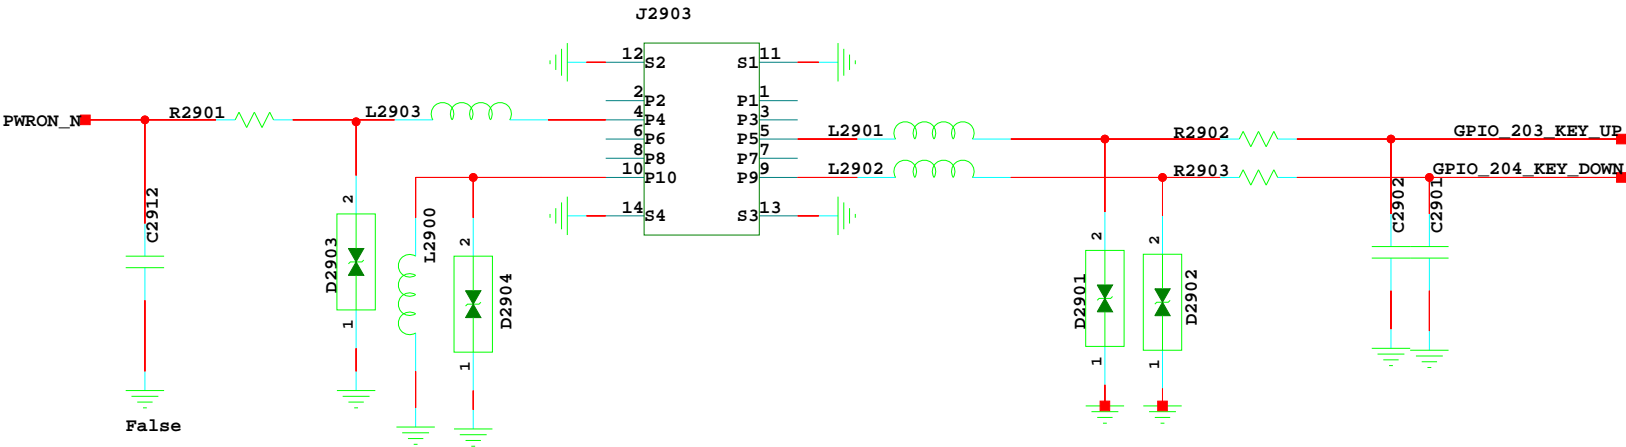 J2903
12
S2
S1
11
2
P2
P1
1
PWRON_N
R2901
L2903
4
P4
P3
3
6
P6
P5
5
L2901
R2902
GPIO_203_KEY_UP
8
P8
P7
7
10
P10
P9
9
L2902
R2903
GPIO_204_KEY_DOWN
14
S4
S3
13
C2912
2
D2903
1
L2900
2
D2904
1
2
D2901
1
2
D2902
1
C2902
C2901
False